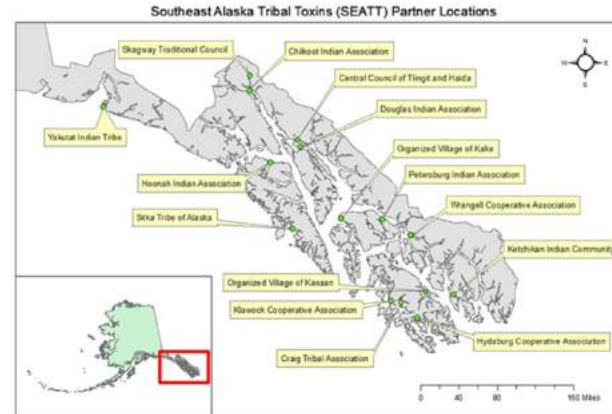 Southeast Alaska Tribal Toxins (SEATT) Partner Locations
Skagway Traditional Council
Chilkoot Indian Association
N
W
E
S
Central Council of Tlingit and Haida
Douglas Indian Association
Yakutat Indian Tribe
Organized Village of Kake
Hoonah Indian Association
Petersburg Indian Association
Wrangell Cooperative Association
Sitka Tribe of Alaska
Ketchikan Indian Community
Organized Village of Kasaan
Klawock Cooperative Association
Craig Tribal Association
Hydaburg Cooperative Association
0 40 80 160 Miles